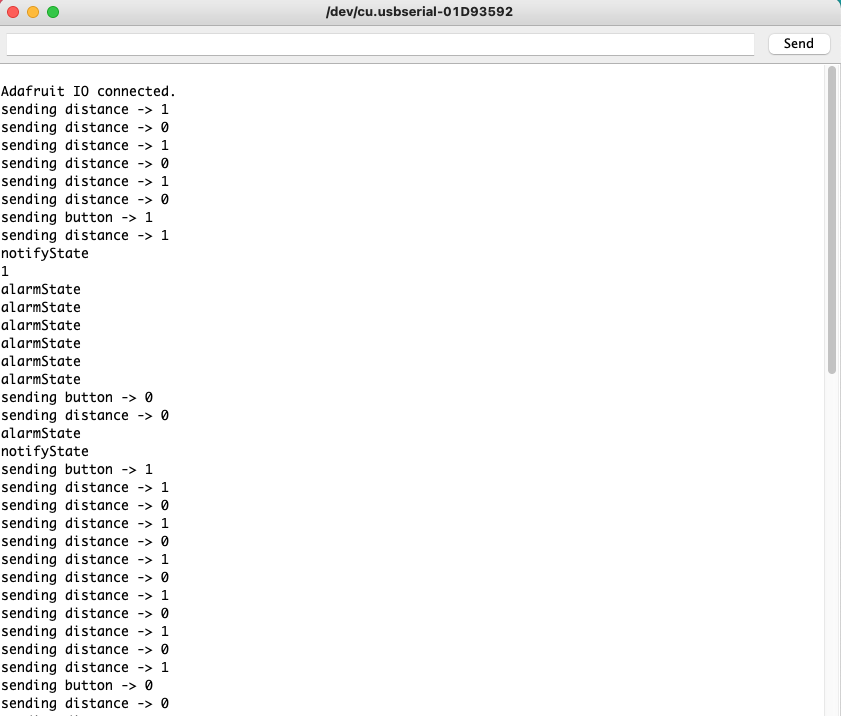 /dev/cu.usbserial-01D93592
Send
Adafruit IO connected.
sending distance -> 1
sending distance -> 0
sending distance -> 1
sending distance -> 0
sending distance -> 1
sending distance -> 0
sending button -> 1
sending distance -> 1
notifyState
1
alarmState
alarmState
alarmState
alarmState
alarmState
alarmState
sending button -> 0
sending distance -> 0
alarmState
notifyState
sending button -> 1
sending distance -> 1
sending distance -> 0
sending distance -> 1
sending distance -> 0
sending distance -> 1
sending distance -> 0
sending distance -> 1
sending distance -> 0
sending distance -> 1
sending distance -> 0
sending distance -> 1
sending button -> 0
sending distance -> 0